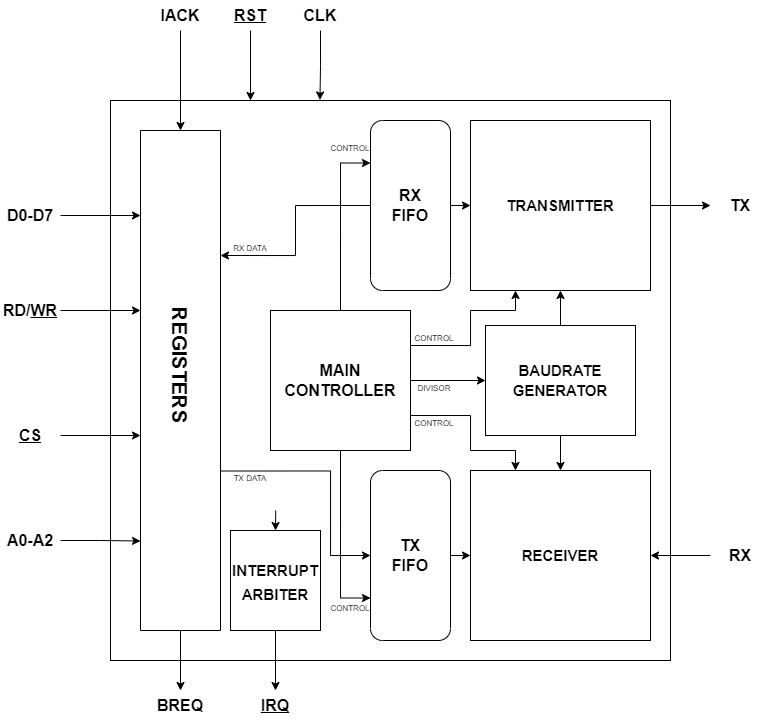 IACK
RST
CLK
CONTROL
RX
FIFO
TRANSMITTER
TX
D0-D7
RX DATA
RD/WR
REGISTERS
MAIN
CONTROLLER
CONTROL
DIVISOR
CONTROL
BAUDRATE
GENERATOR
CS
TX DATA
A0-A2
INTERRUPT
ARBITER
TX
FIFO
CONTROL
RECEIVER
RX
BREQ
IRQ